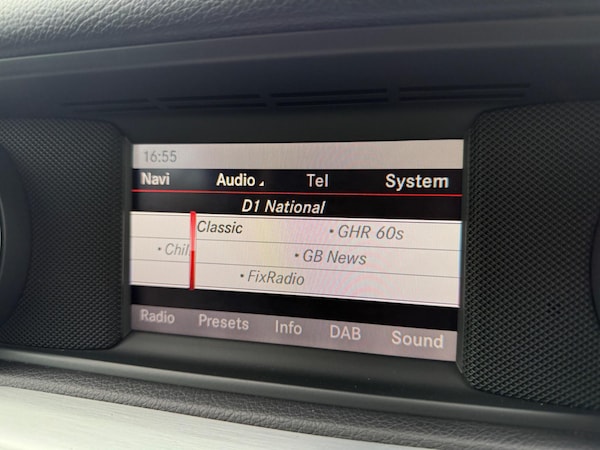 16:55
Navi Audio Tel System
D1 National
Classic • GHR 60s
• Chil • GB News
• FixRadio
Radio Presets Info DAB Sound